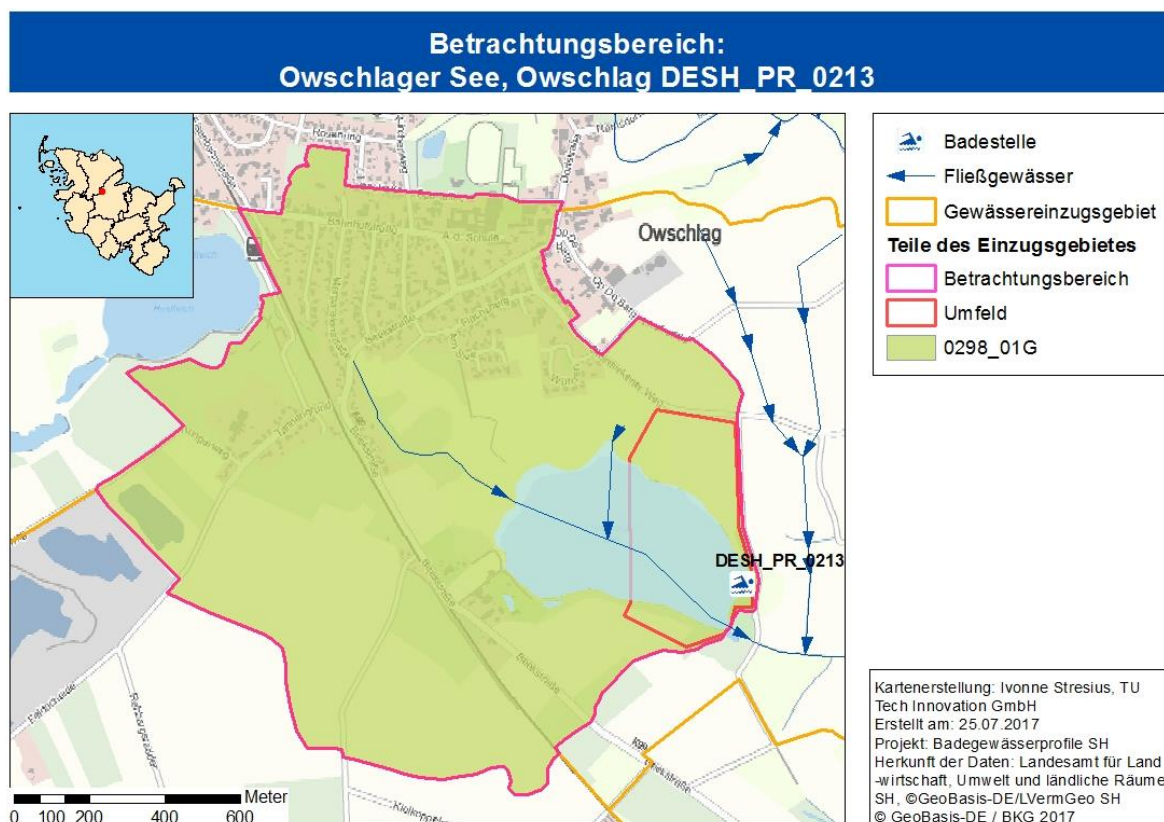 Betrachtungsbereich:
Owschlager See, Owschlag DESH_PR_0213
Badestelle
Fließgewässer
Gewässereinzugsgebiet
Teile des Einzugsgebietes
Betrachtungsbereich
Umfeld
0298_01G
Owschlag
Bahnhofstraße
A.d. Schule
DESH_PR_0213
Meter
0 100 200 400 600
Kartenerstellung: Ivonne Stresius, TU
Tech Innovation GmbH
Erstellt am: 25.07.2017
Projekt: Badegewässerprofile SH
Herkunft der Daten: Landesamt für Land
-wirtschaft, Umwelt und ländliche Räume
SH, ©GeoBasis-DE/LVermGeo SH
© GeoBasis-DE / BKG 2017